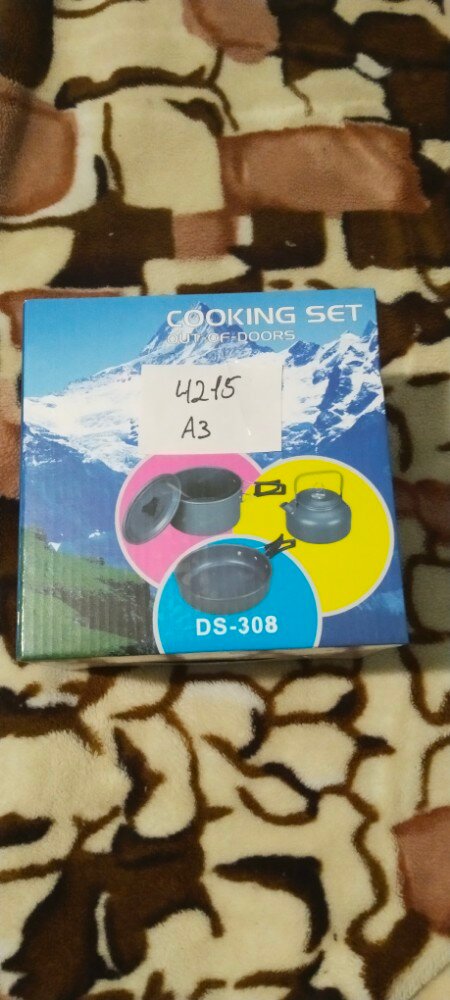 COOKING SET
OUT-OF-DOORS
4215
A3
DS-308